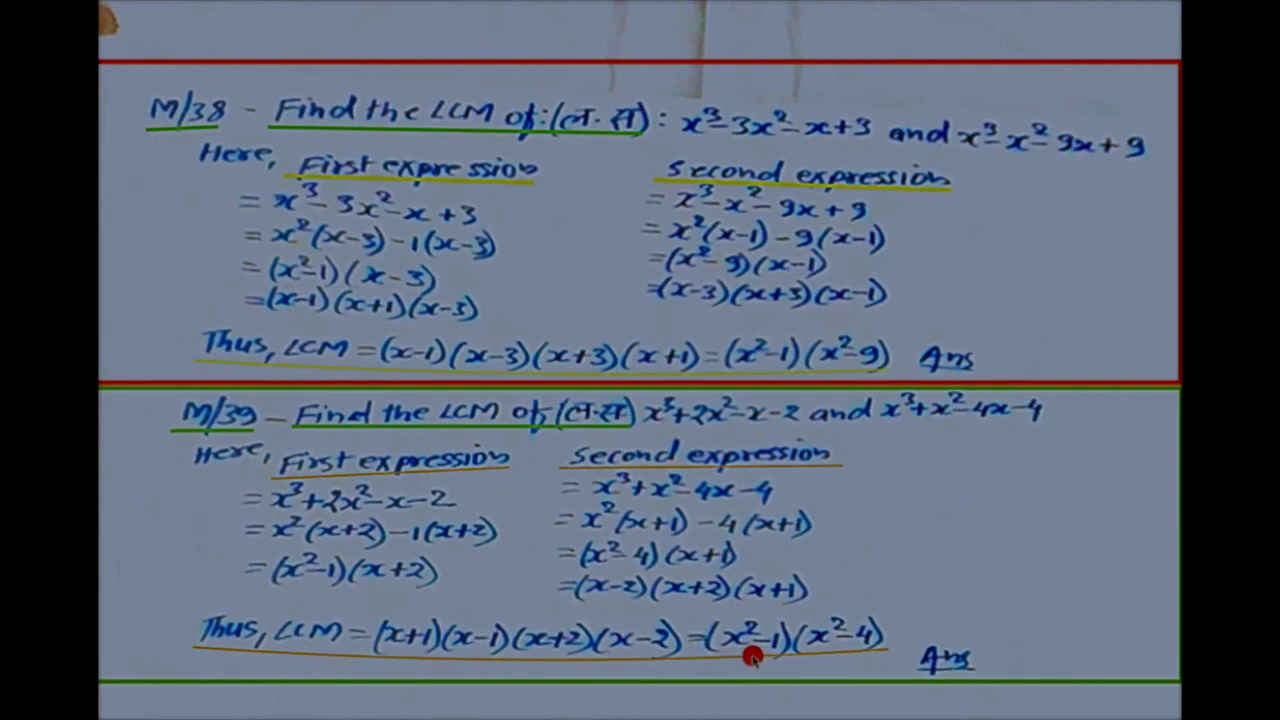 M/38 - Find the LCM of:(ल.स): x³-3x²-x+3 and x³-x²-9x+9
Here, First expression
= x³-3x²-x+3
= x²(x-3)-1(x-3)
=(x²-1)(x-3)
=(x-1)(x+1)(x-3)
Second expression
= x³-x²-9x+9
= x²(x-1)-9(x-1)
=(x²-9)(x-1)
=(x-3)(x+3)(x-1)
Thus, LCM =(x-1)(x-3)(x+3)(x+1)=(x²-1)(x²-9) Ans
M/39 - Find the LCM of (ल.स) x³+2x²-x-2 and x³+x²-4x-4
Here, First expression
= x³+2x²-x-2
= x²(x+2)-1(x+2)
=(x²-1)(x+2)
Second expression
= x³+x²-4x-4
= x²(x+1)-4(x+1)
=(x²-4)(x+1)
=(x-2)(x+2)(x+1)
Thus, LCM =(x+1)(x-1)(x+2)(x-2)=(x²-1)(x²-4)
Ans